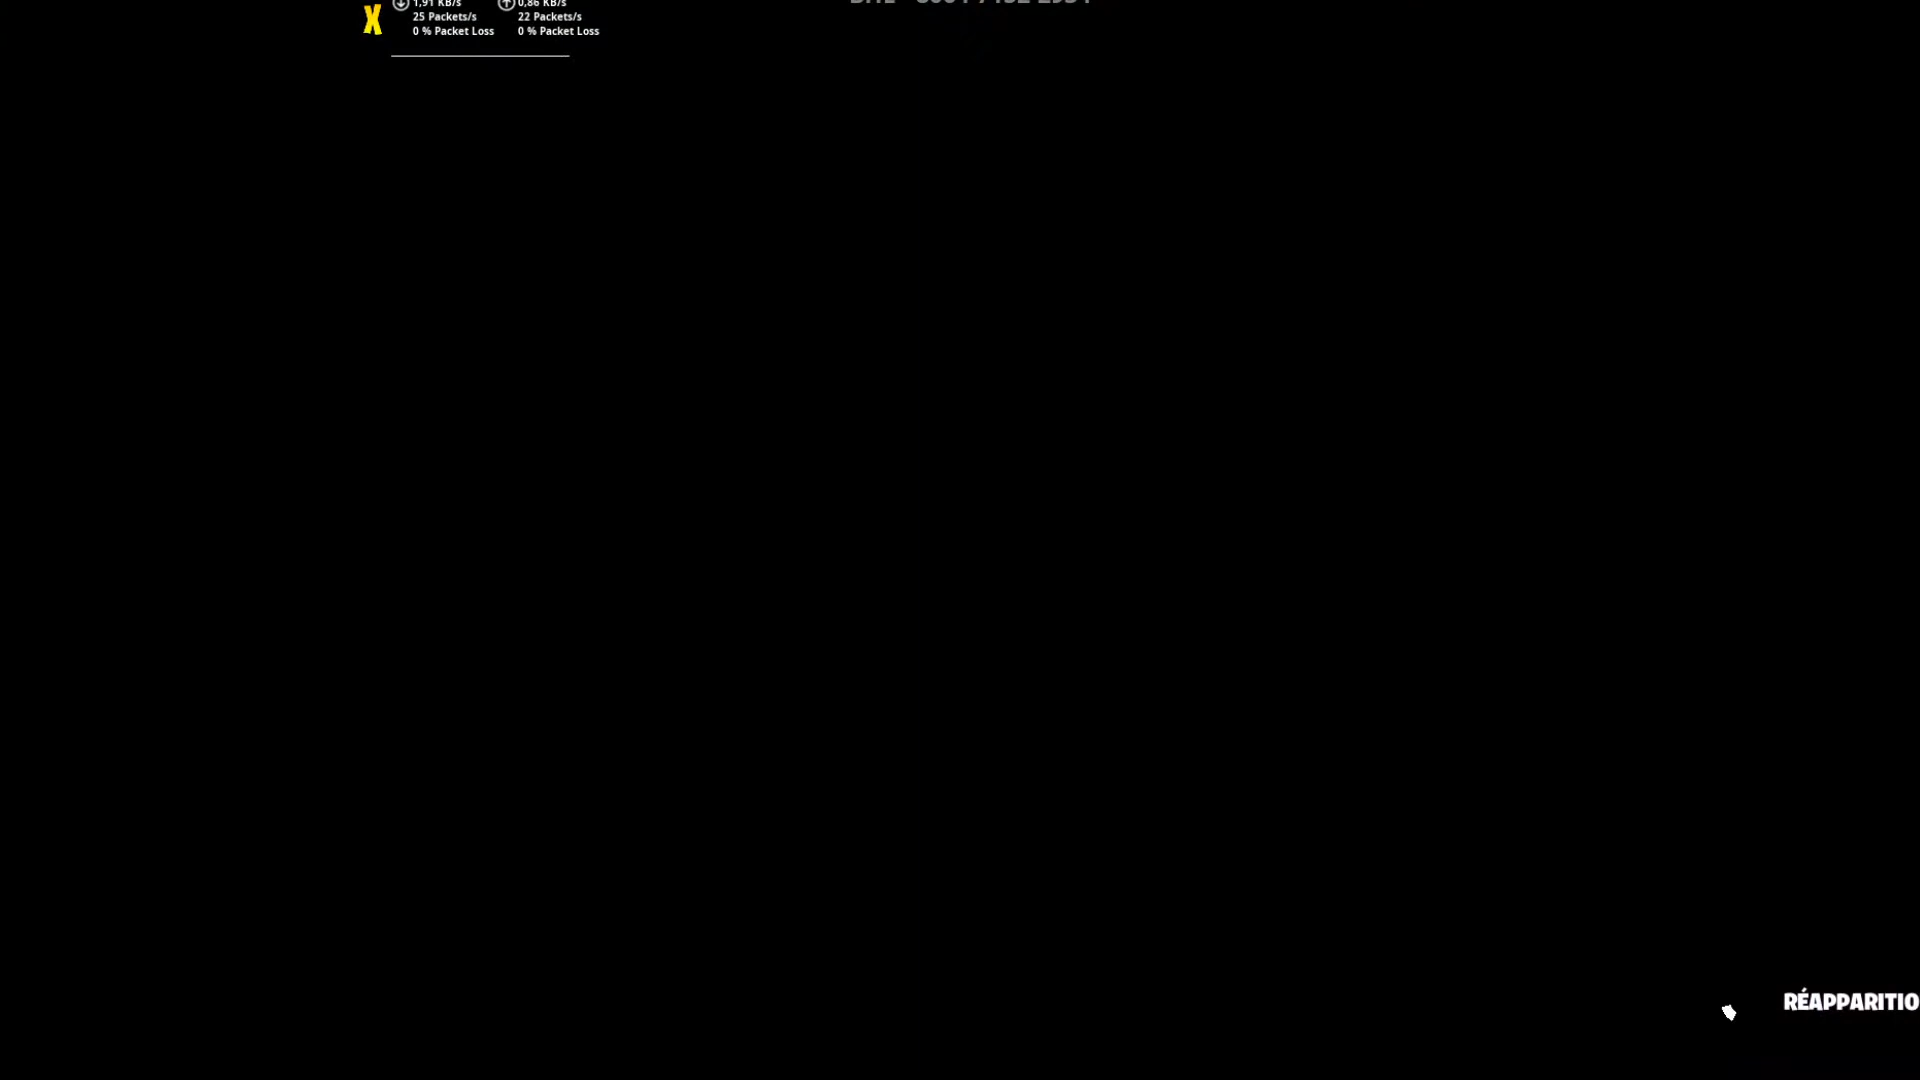 X
1,91 KB/s 0,86 KB/s
25 Packets/s 22 Packets/s
0 % Packet Loss 0 % Packet Loss
RÉAPPARITIO